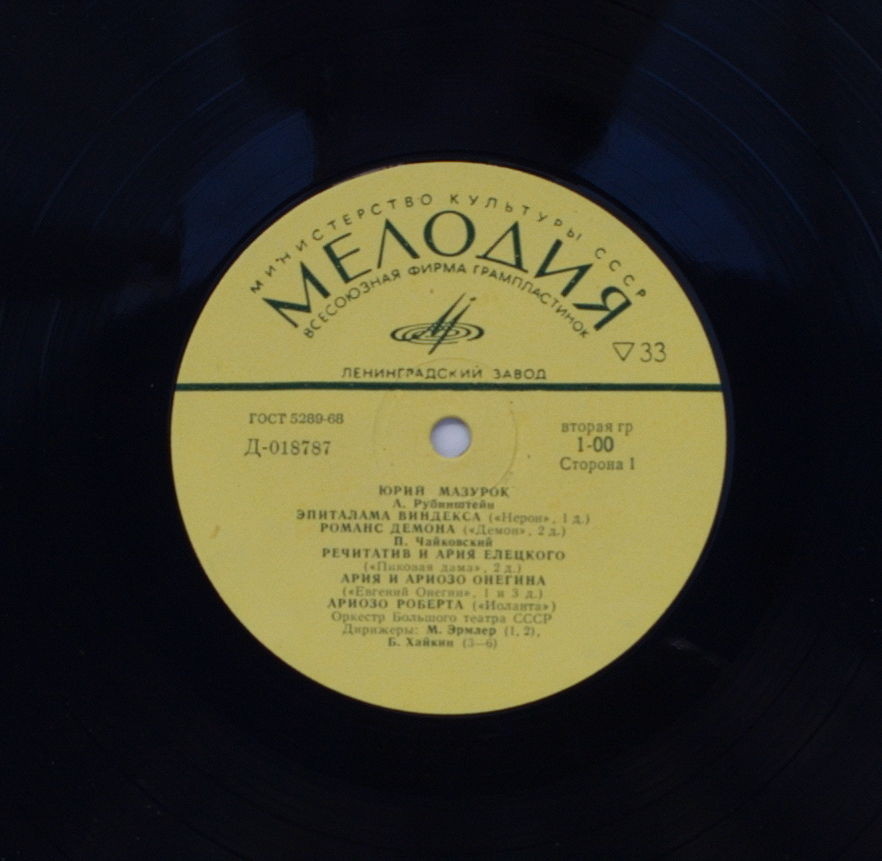 МИНИСТЕРСТВО КУЛЬТУРЫ СССР
МЕЛОДИЯ
ВСЕСОЮЗНАЯ ФИРМА ГРАМПЛАСТИНОК
▽33
ЛЕНИНГРАДСКИЙ ЗАВОД
ГОСТ 5289-68
Д-018787
вторая гр
1-00
Сторона 1
ЮРИЙ МАЗУРОК
А. Рубинштейн
ЭПИТАЛАМА ВИНДЕКСА («Нерон», 1 д.)
РОМАНС ДЕМОНА («Демон», 2 д.)
П. Чайковский
РЕЧИТАТИВ И АРИЯ ЕЛЕЦКОГО
(«Пиковая дама», 2 д.)
АРИЯ И АРИОЗО ОНЕГИНА
(«Евгений Онегин», 1 и 3 д.)
АРИОЗО РОБЕРТА («Иоланта»)
Оркестр Большого театра СССР
Дирижеры: М. Эрмлер (1, 2),
Б. Хайкин (3—6)